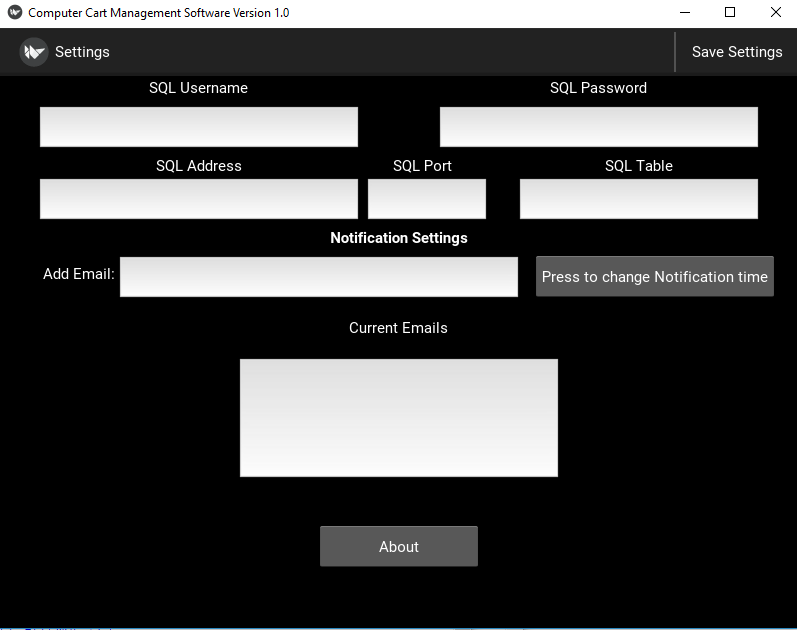 Computer Cart Management Software Version 1.0
Settings
Save Settings
SQL Username
SQL Password
SQL Address
SQL Port
SQL Table
Notification Settings
Add Email:
Press to change Notification time
Current Emails
About